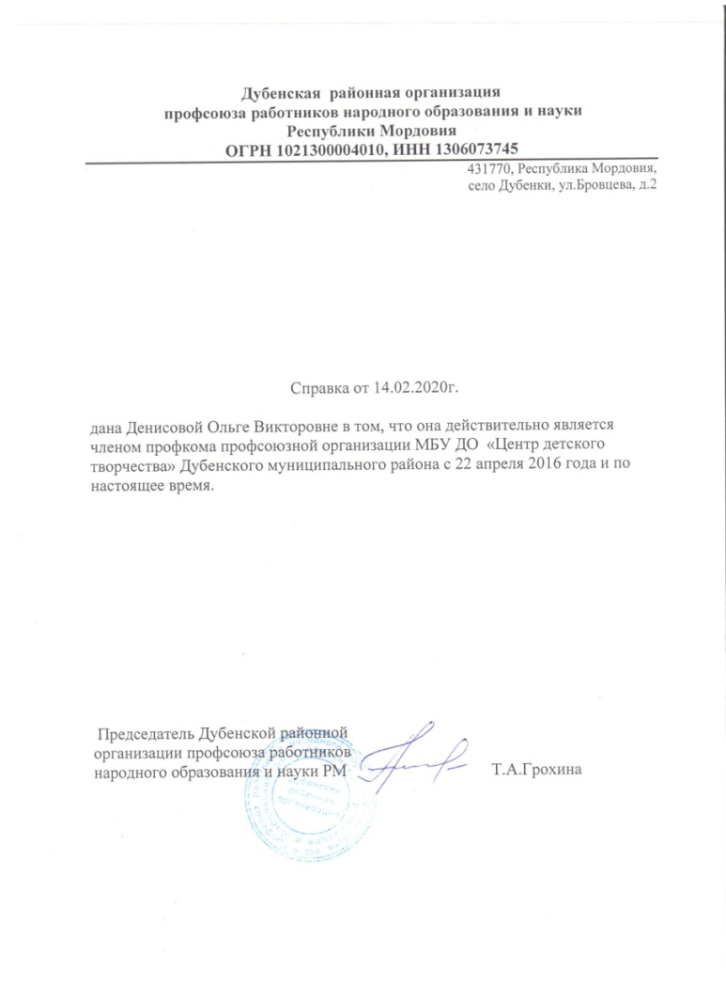 Дубенская районная организация
профсоюза работников народного образования и науки
Республики Мордовия
ОГРН 1021300004010, ИНН 1306073745
431770, Республика Мордовия,
село Дубенки, ул.Бровцева, д.2
Справка от 14.02.2020г.
дана Денисовой Ольге Викторовне в том, что она действительно является
членом профкома профсоюзной организации МБУ ДО «Центр детского
творчества» Дубенского муниципального района с 22 апреля 2016 года и по
настоящее время.
Председатель Дубенской районной
организации профсоюза работников
народного образования и науки РМ
Т.А.Грохина
Дубенская
районная
организация